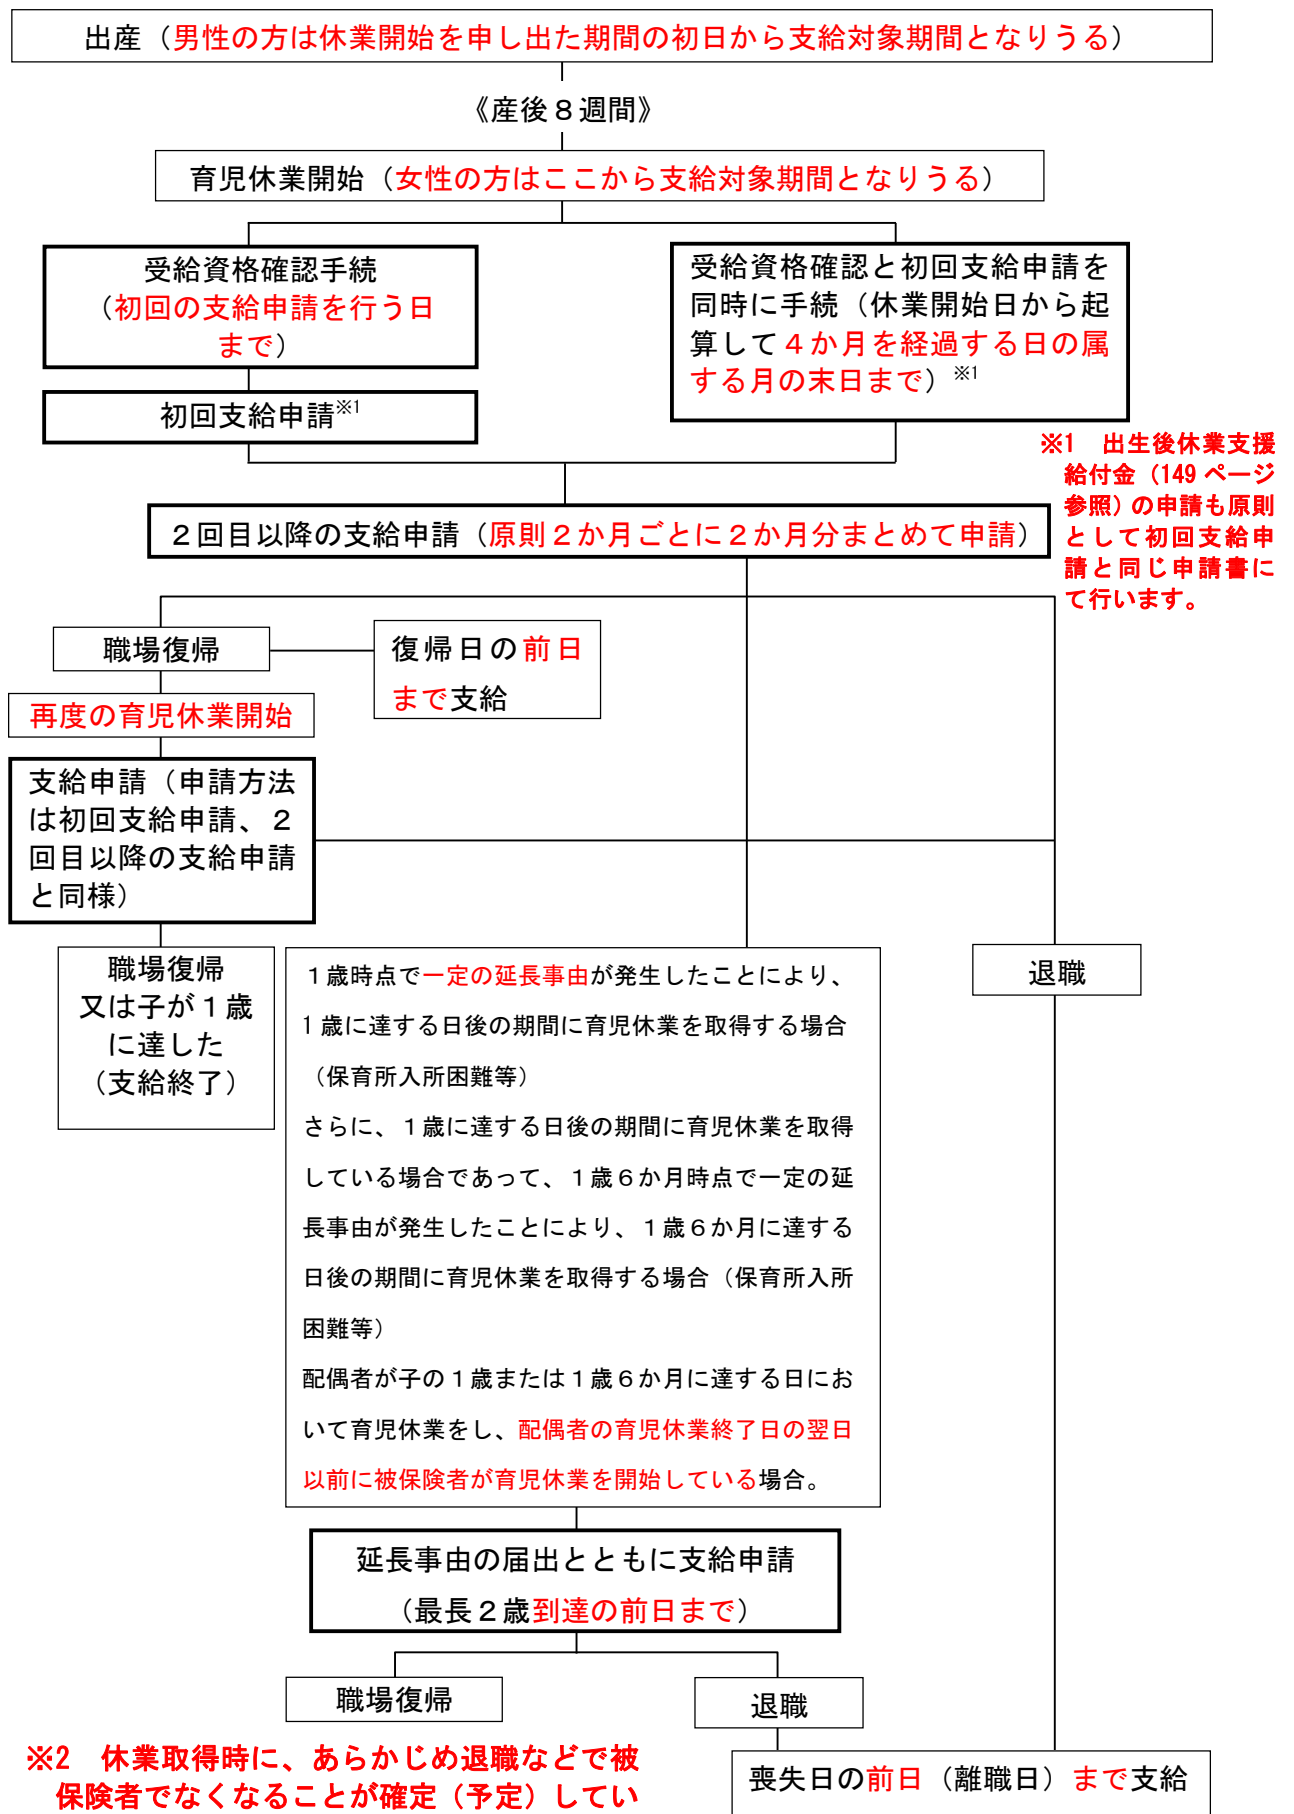 出産（男性の方は休業開始を申し出た期間の初日から支給対象期間となりうる）
《産後８週間》
育児休業開始（女性の方はここから支給対象期間となりうる）
受給資格確認手続
（初回の支給申請を行う日
まで）
初回支給申請※1
受給資格確認と初回支給申請を
同時に手続（休業開始日から起
算して４か月を経過する日の属
する月の末日まで）※1
※1　出生後休業支援
給付金（149 ページ
参照）の申請も原則
として初回支給申
請と同じ申請書に
て行います。
２回目以降の支給申請（原則２か月ごとに２か月分まとめて申請）
職場復帰
復帰日の前日
まで支給
再度の育児休業開始
支給申請（申請方法
は初回支給申請、２
回目以降の支給申請
と同様）
職場復帰
又は子が１歳
に達した
（支給終了）
１歳時点で一定の延長事由が発生したことにより、
1 歳に達する日後の期間に育児休業を取得する場合
（保育所入所困難等）
さらに、１歳に達する日後の期間に育児休業を取得
している場合であって、１歳６か月時点で一定の延
長事由が発生したことにより、１歳６か月に達する
日後の期間に育児休業を取得する場合（保育所入所
困難等）
配偶者が子の１歳または１歳６か月に達する日にお
いて育児休業をし、配偶者の育児休業終了日の翌日
以前に被保険者が育児休業を開始している場合。
退職
延長事由の届出とともに支給申請
（最長２歳到達の前日まで）
職場復帰
退職
※2　休業取得時に、あらかじめ退職などで被
保険者でなくなることが確定（予定）してい
喪失日の前日（離職日）まで支給